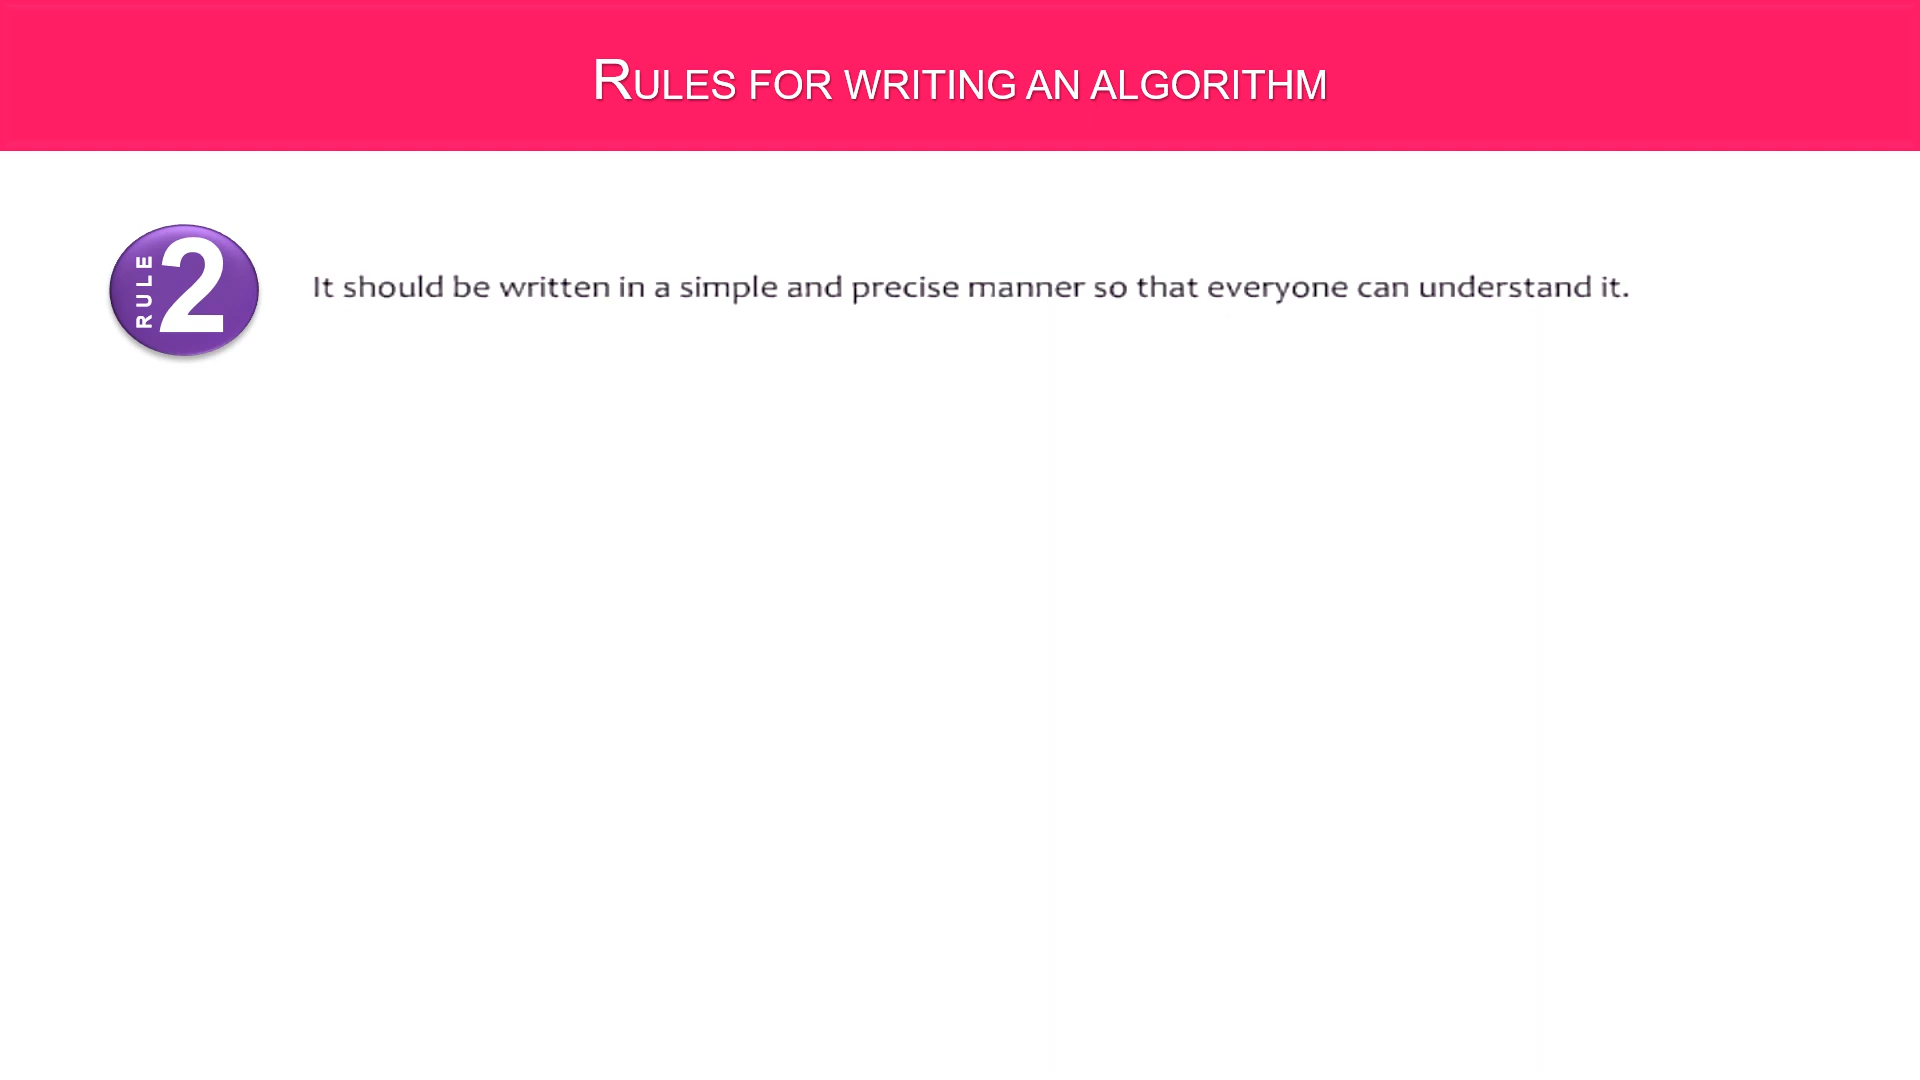 RULES FOR WRITING AN ALGORITHM
RULE 2
It should be written in a simple and precise manner so that everyone can understand it.